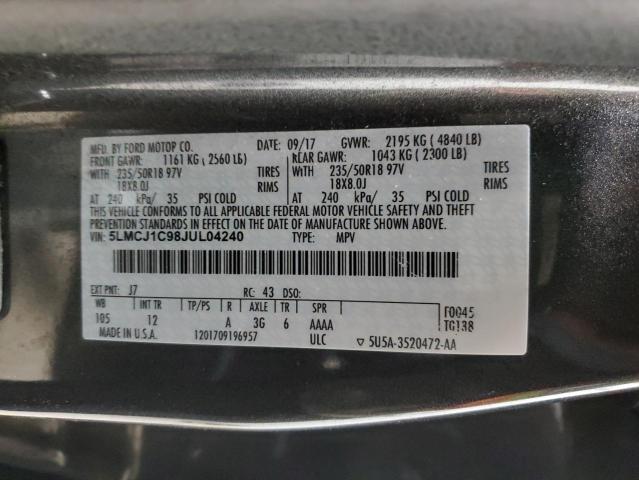 MFD. BY FORD MOTOR CO.
DATE: 09/17 GVWR: 2195 KG ( 4840 LB)
FRONT GAWR: 1161 KG ( 2560 LB)
REAR GAWR: 1043 KG ( 2300 LB)
WITH 235/50R18 97V TIRES
WITH 235/50R18 97V TIRES
18X8.0J RIMS
18X8.0J RIMS
AT 240 kPa/ 35 PSI COLD
AT 240 kPa/ 35 PSI COLD
THIS VEHICLE CONFORMS TO ALL APPLICABLE FEDERAL MOTOR VEHICLE SAFETY AND THEFT
PREVENTION STANDARDS IN EFFECT ON THE DATE OF MANUFACTURE SHOWN ABOVE.
VIN: 5LMCJ1C98JUL04240 TYPE: MPV
EXT PNT: J7 RC: 43 DSO:
WB INT TR TP/PS R AXLE TR SPR
105 12 A 3G 6 AAAA
F0045
TG138
MADE IN U.S.A. 1201709196957 ULC ▽ 5U5A-3520472-AA